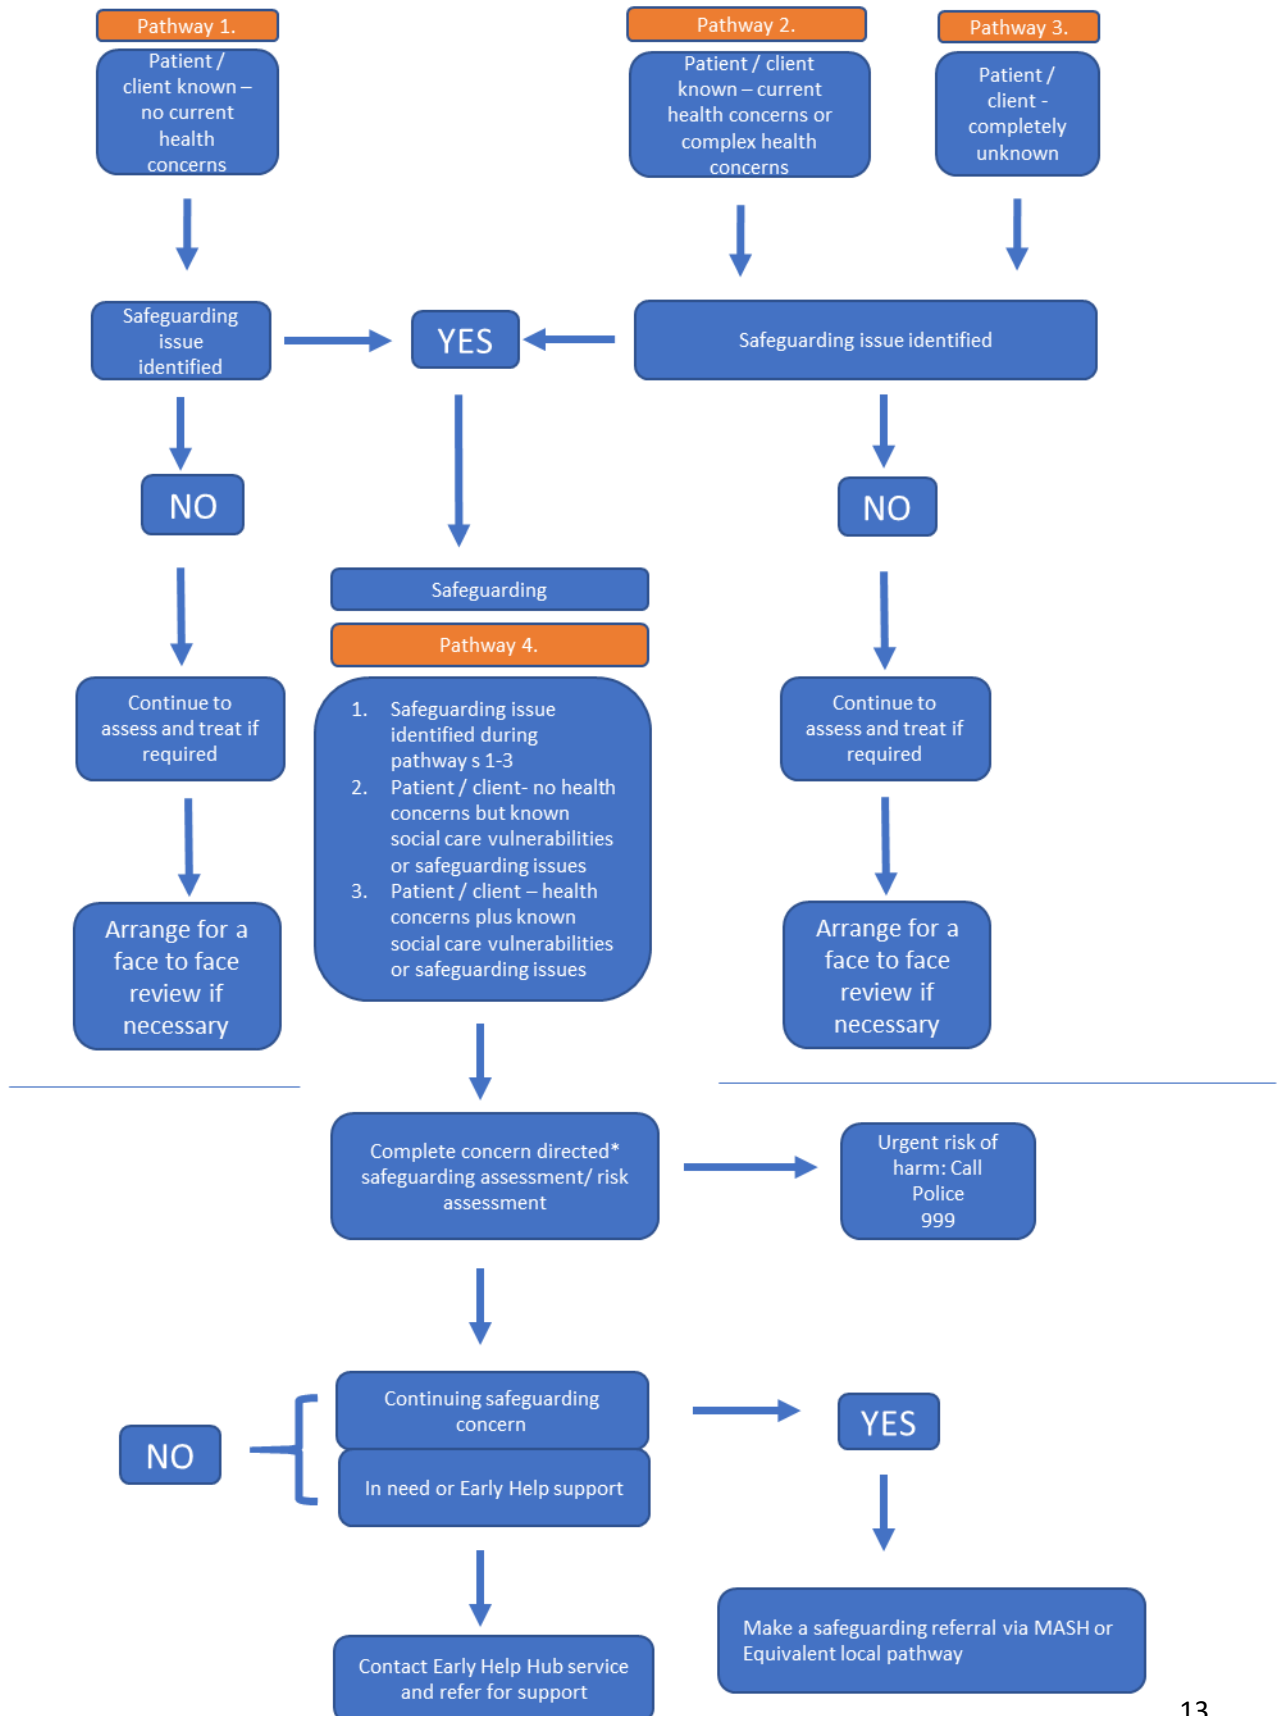 Pathway 1.
Patient /
client known –
no current
health
concerns
Pathway 2.
Patient / client
known – current
health concerns or
complex health
concerns
Pathway 3.
Patient /
client -
completely
unknown
Safeguarding
issue
identified
YES
Safeguarding issue identified
NO
NO
Safeguarding
Pathway 4.
Continue to
assess and treat if
required
1. Safeguarding issue
identified during
pathway s 1-3
2. Patient / client- no health
concerns but known
social care vulnerabilities
or safeguarding issues
3. Patient / client – health
concerns plus known
social care vulnerabilities
or safeguarding issues
Continue to
assess and treat if
required
Arrange for a
face to face
review if
necessary
Arrange for a
face to face
review if
necessary
Complete concern directed*
safeguarding assessment/ risk
assessment
Urgent risk of
harm: Call
Police
999
NO
Continuing safeguarding
concern
In need or Early Help support
YES
Contact Early Help Hub service
and refer for support
Make a safeguarding referral via MASH or
Equivalent local pathway
13